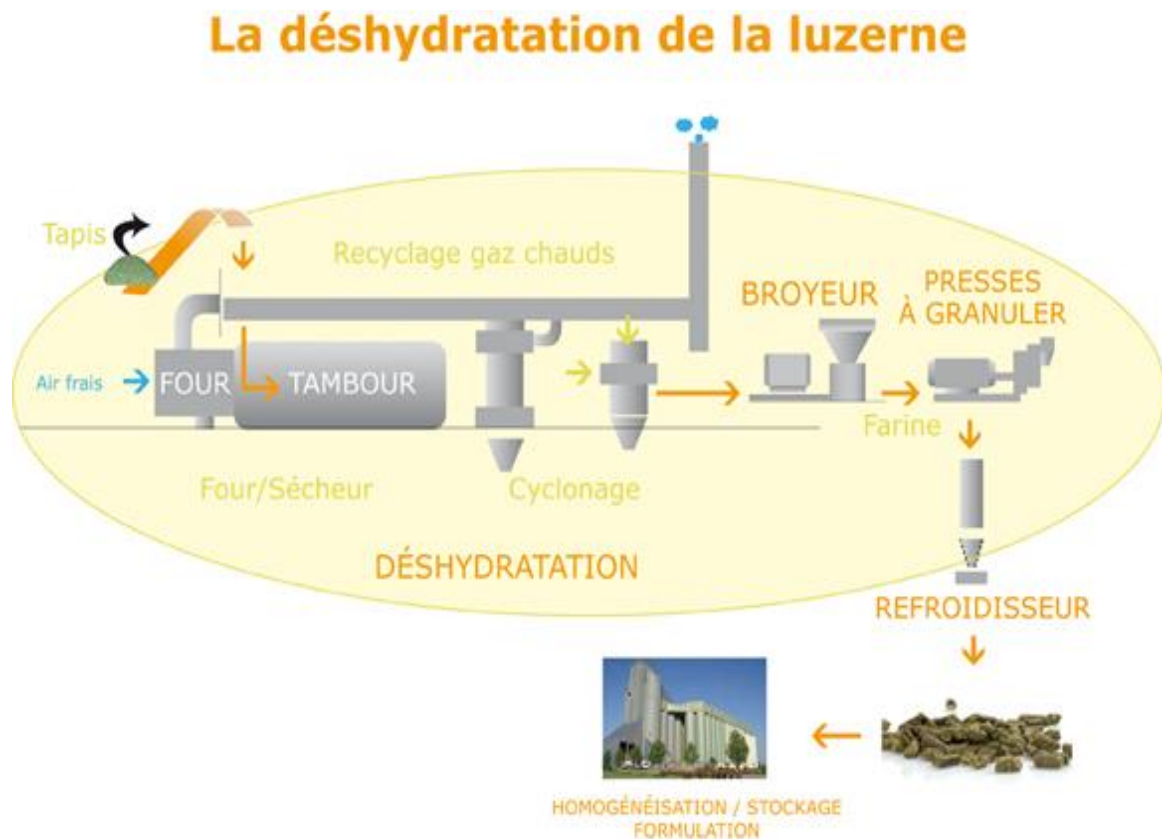 La déshydratation de la luzerne
Tapis
Recyclage gaz chauds
BROYEUR
PRESSES
À GRANULER
Air frais
FOUR
TAMBOUR
Farine
Four/Sécheur
Cyclonage
DÉSHYDRATATION
REFROIDISSEUR
HOMOGÉNÉISATION / STOCKAGE
FORMULATION